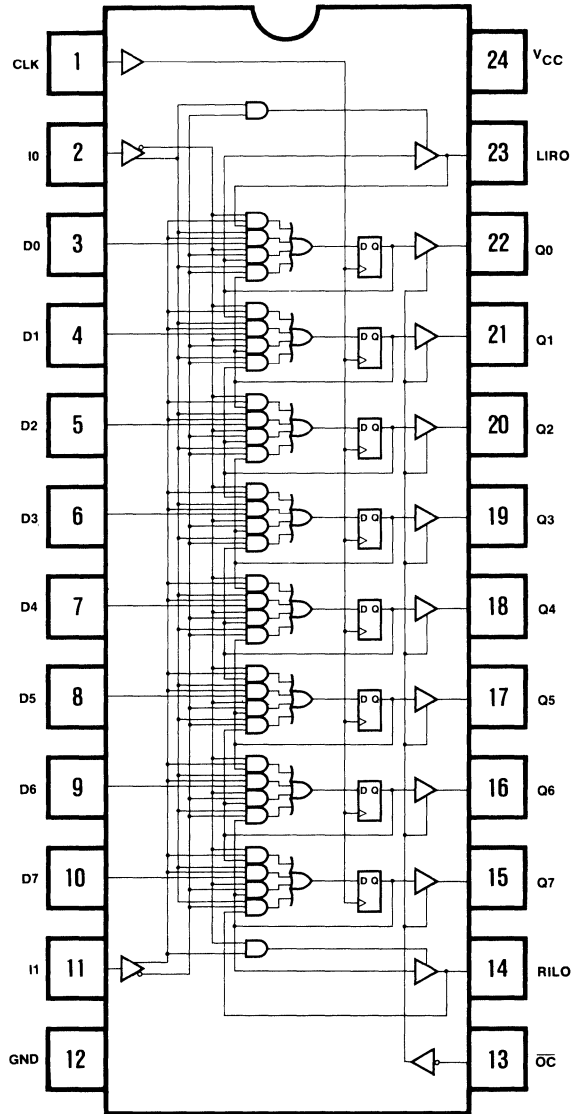 CLK 1 24 VCC
I0 2 23 LIRO
D0 3 D Q 22 Q0
D1 4 D Q 21 Q1
D2 5 D Q 20 Q2
D3 6 D Q 19 Q3
D4 7 D Q 18 Q4
D5 8 D Q 17 Q5
D6 9 D Q 16 Q6
D7 10 D Q 15 Q7
I1 11 14 RILO
GND 12 13 OC